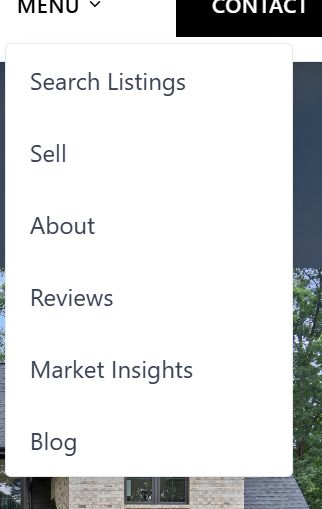 MENU
CONTACT
Search Listings
Sell
About
Reviews
Market Insights
Blog